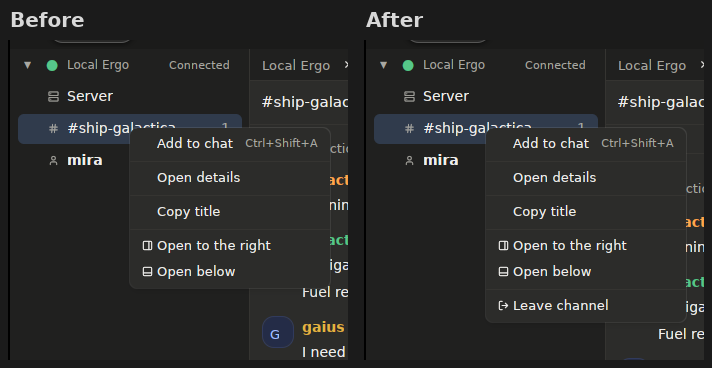 Before
Local Ergo Connected
Local Ergo
Server
#ship-galactica 1
#ship-galac
mira
Add to chat Ctrl+Shift+A
Open details
Copy title
Open to the right
Open below
Fuel re
G
gaius
I need
After
Local Ergo Connected
Local Ergo
Server
#ship-galactica 1
#ship-galac
mira
Add to chat Ctrl+Shift+A
Open details
Copy title
Open to the right
Open below
Leave channel
Fuel re